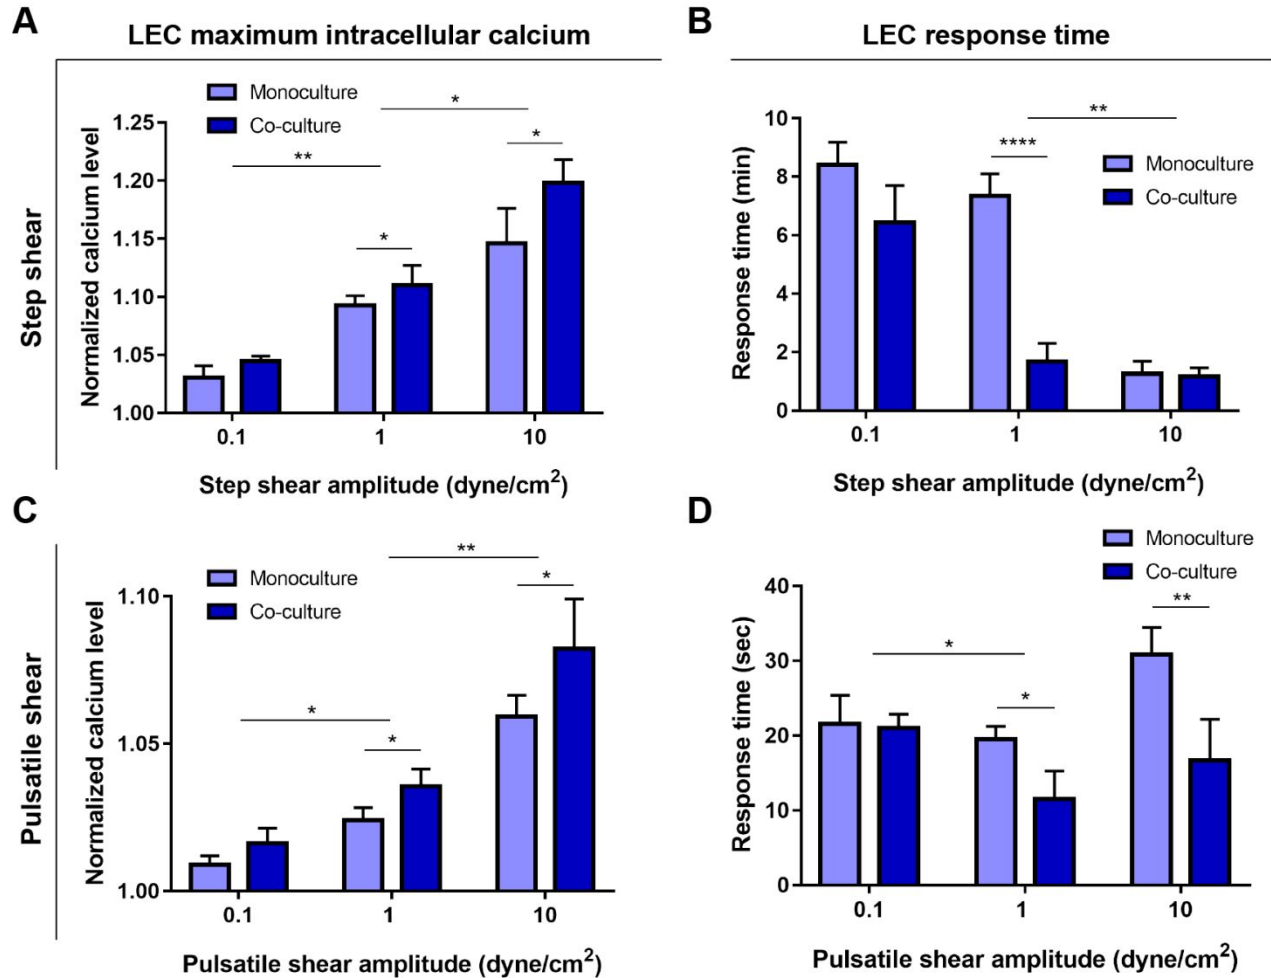 A
LEC maximum intracellular calcium
Step shear
Monoculture
Co-culture
*
**
*
*
Normalized calcium level
1.25
1.20
1.15
1.10
1.05
1.00
0.1
1
10
Step shear amplitude (dyne/cm²)
B
LEC response time
**
****
Monoculture
Co-culture
Response time (min)
10
8
6
4
2
0
0.1
1
10
Step shear amplitude (dyne/cm²)
C
Pulsatile shear
Monoculture
Co-culture
**
*
*
*
Normalized calcium level
1.10
1.05
1.00
0.1
1
10
Pulsatile shear amplitude (dyne/cm²)
D
Monoculture
Co-culture
**
*
*
Response time (sec)
40
30
20
10
0
0.1
1
10
Pulsatile shear amplitude (dyne/cm²)